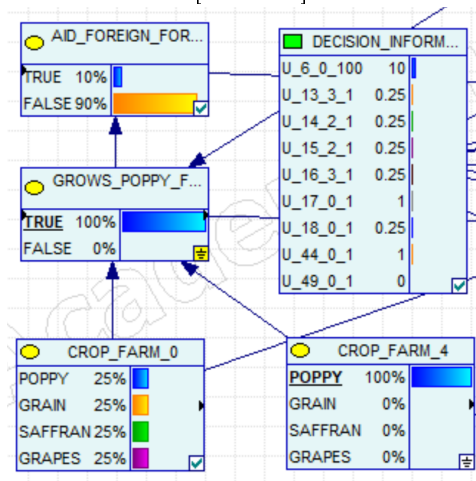 AID_FOREIGN_FOR...
TRUE 10%
FALSE 90%
DECISION_INFORM...
U_6_0_100 10
U_13_3_1 0.25
U_14_2_1 0.25
U_15_2_1 0.25
U_16_3_1 0.25
U_17_0_1 1
U_18_0_1 0.25
U_44_0_1 1
U_49_0_1 0
GROWS_POPPY_F...
TRUE 100%
FALSE 0%
CROP_FARM_0
POPPY 25%
GRAIN 25%
SAFFRAN 25%
GRAPES 25%
CROP_FARM_4
POPPY 100%
GRAIN 0%
SAFFRAN 0%
GRAPES 0%